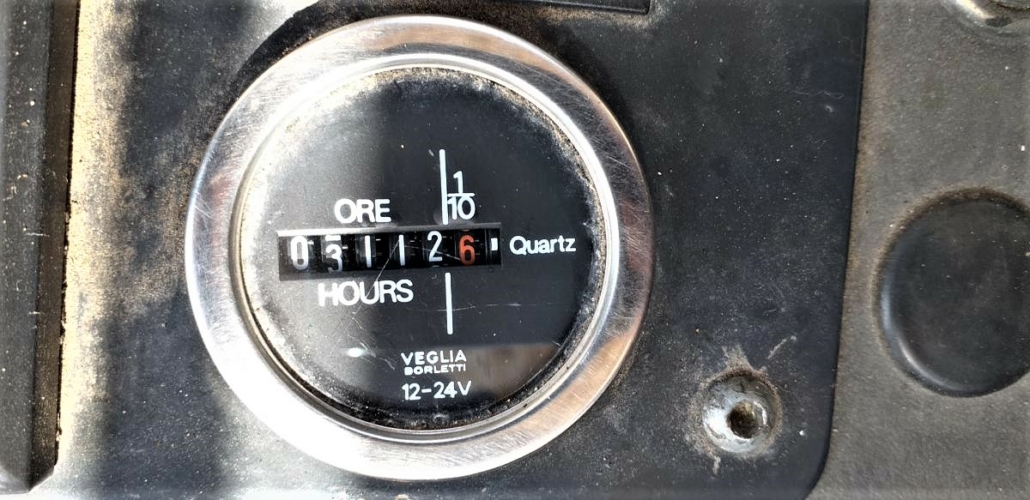 1
10
ORE
031126
Quartz
HOURS
VEGLIA
BORLETTI
12-24V